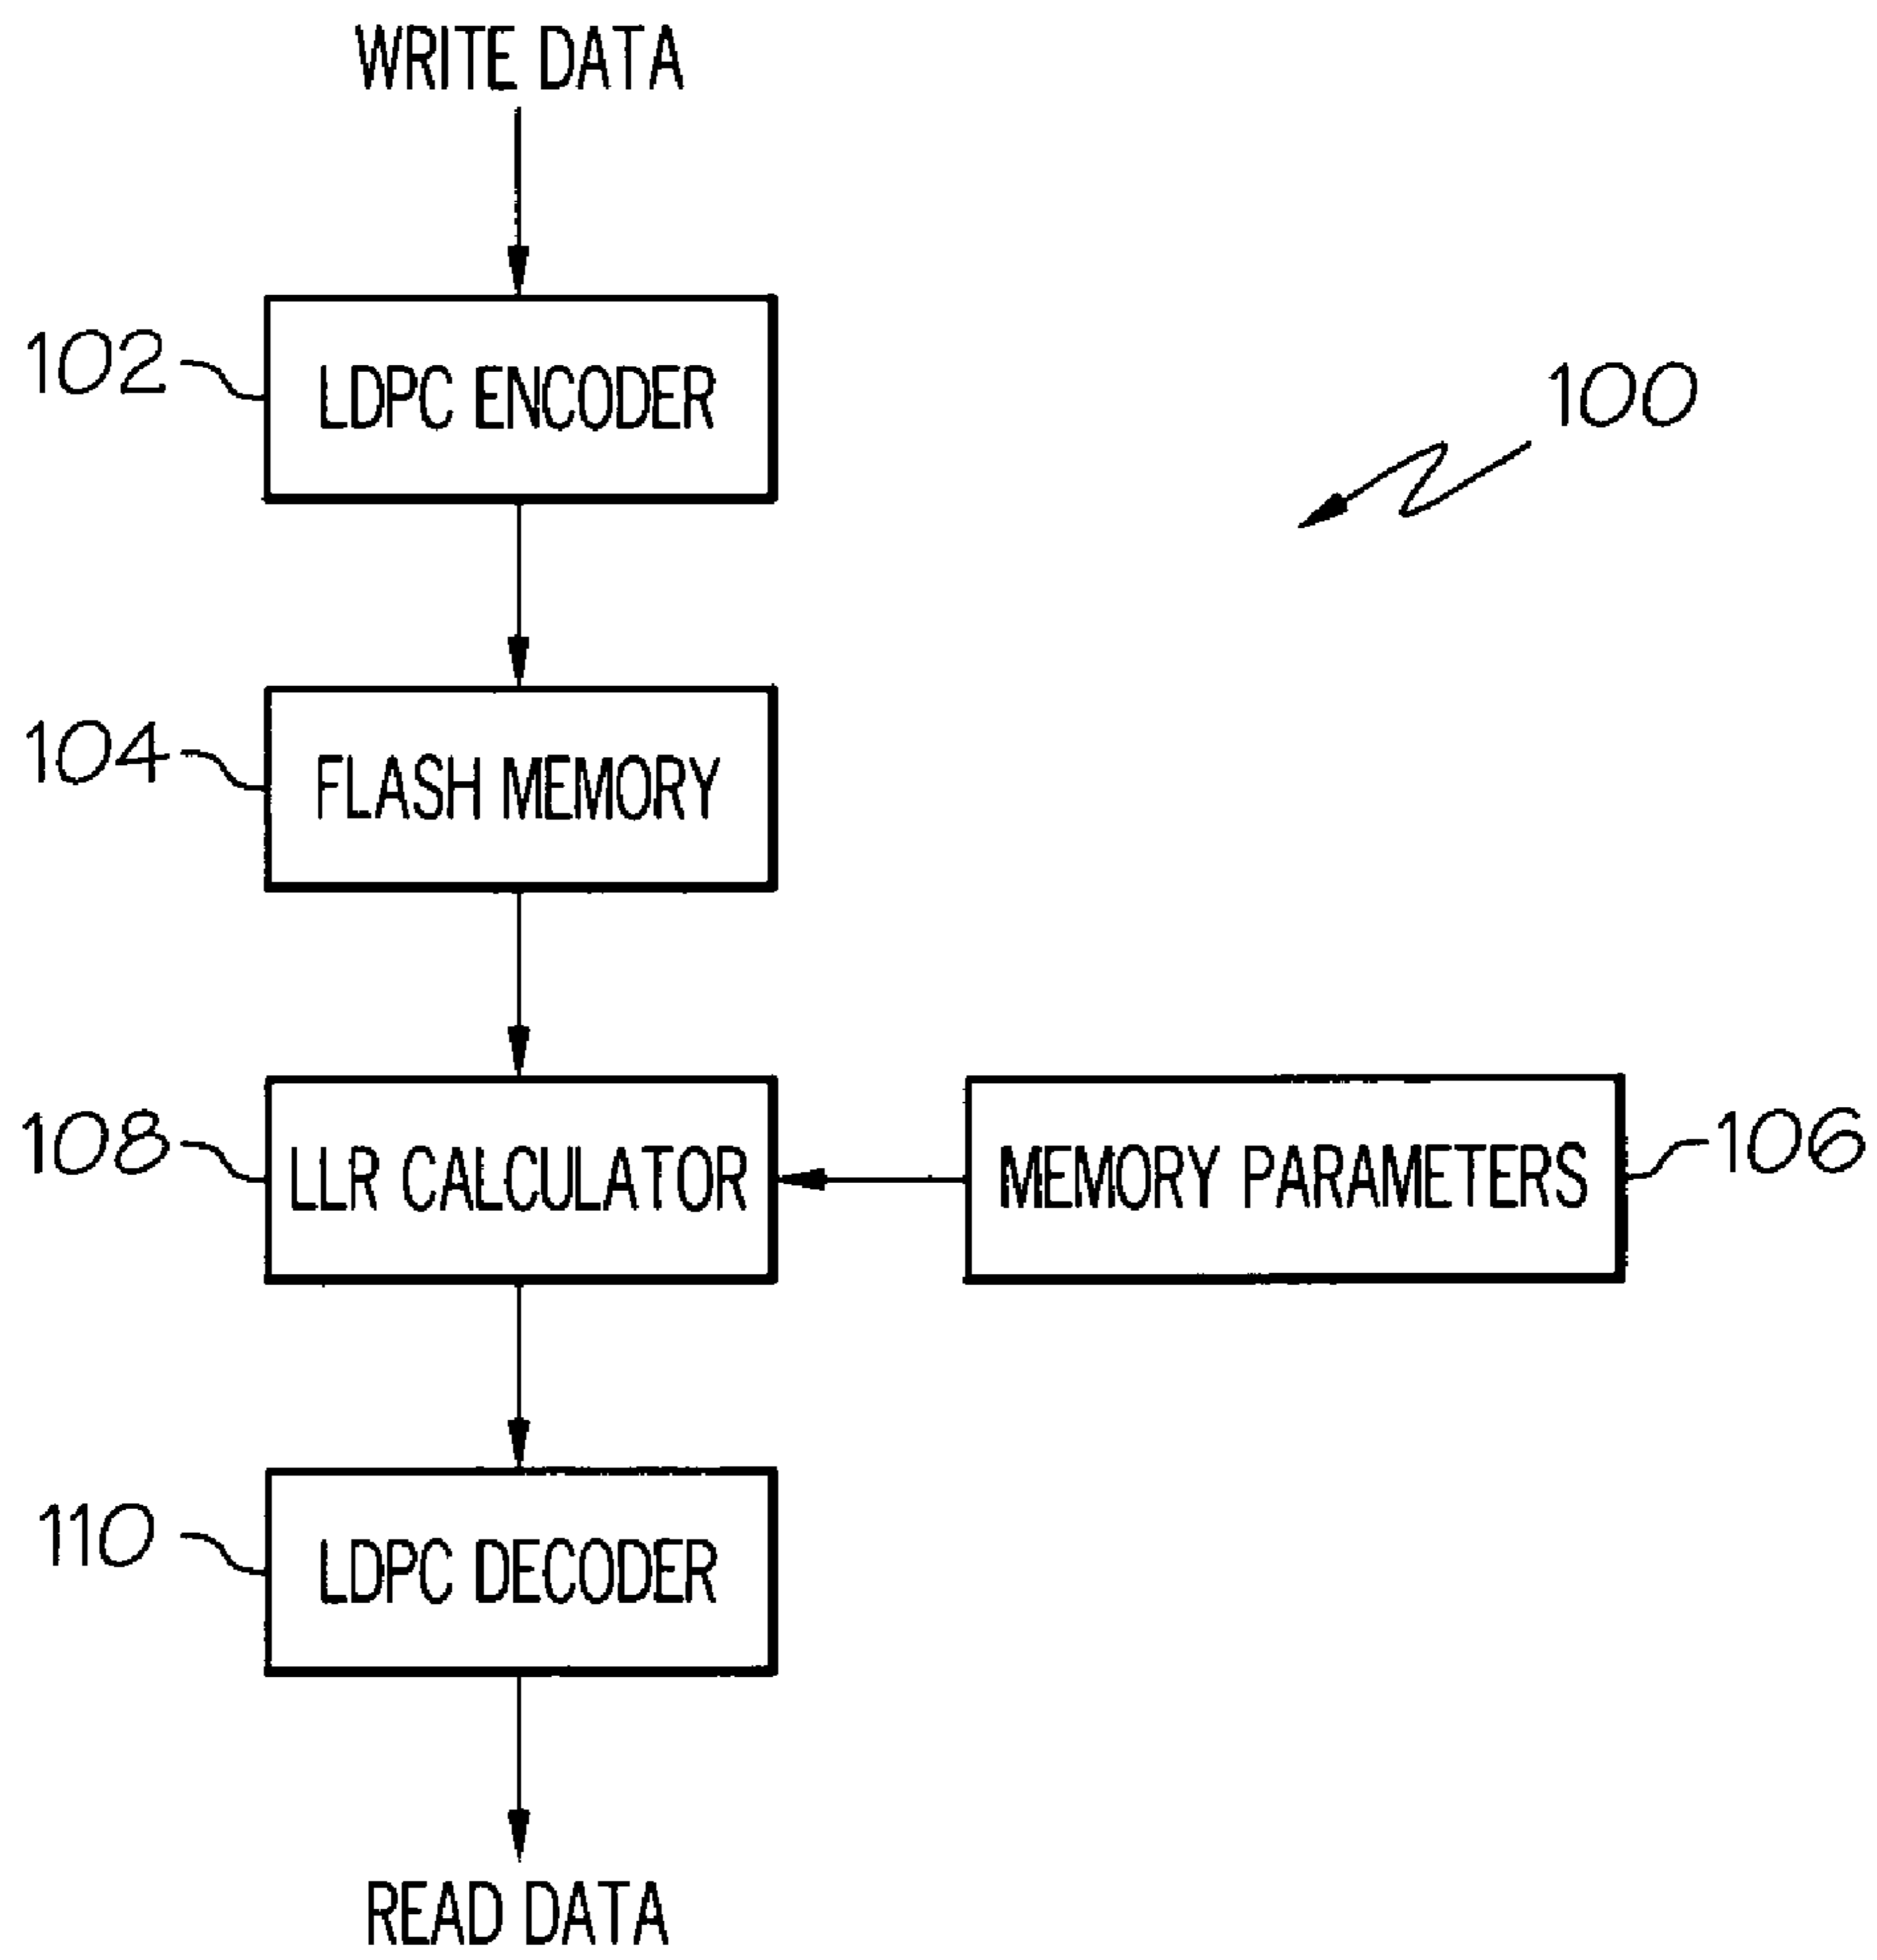 WRITE DATA
102
LDPC ENCODER
100
104
FLASH MEMORY
108
LLR CALCULATOR
MEMORY PARAMETERS
106
110
LDPC DECODER
READ DATA